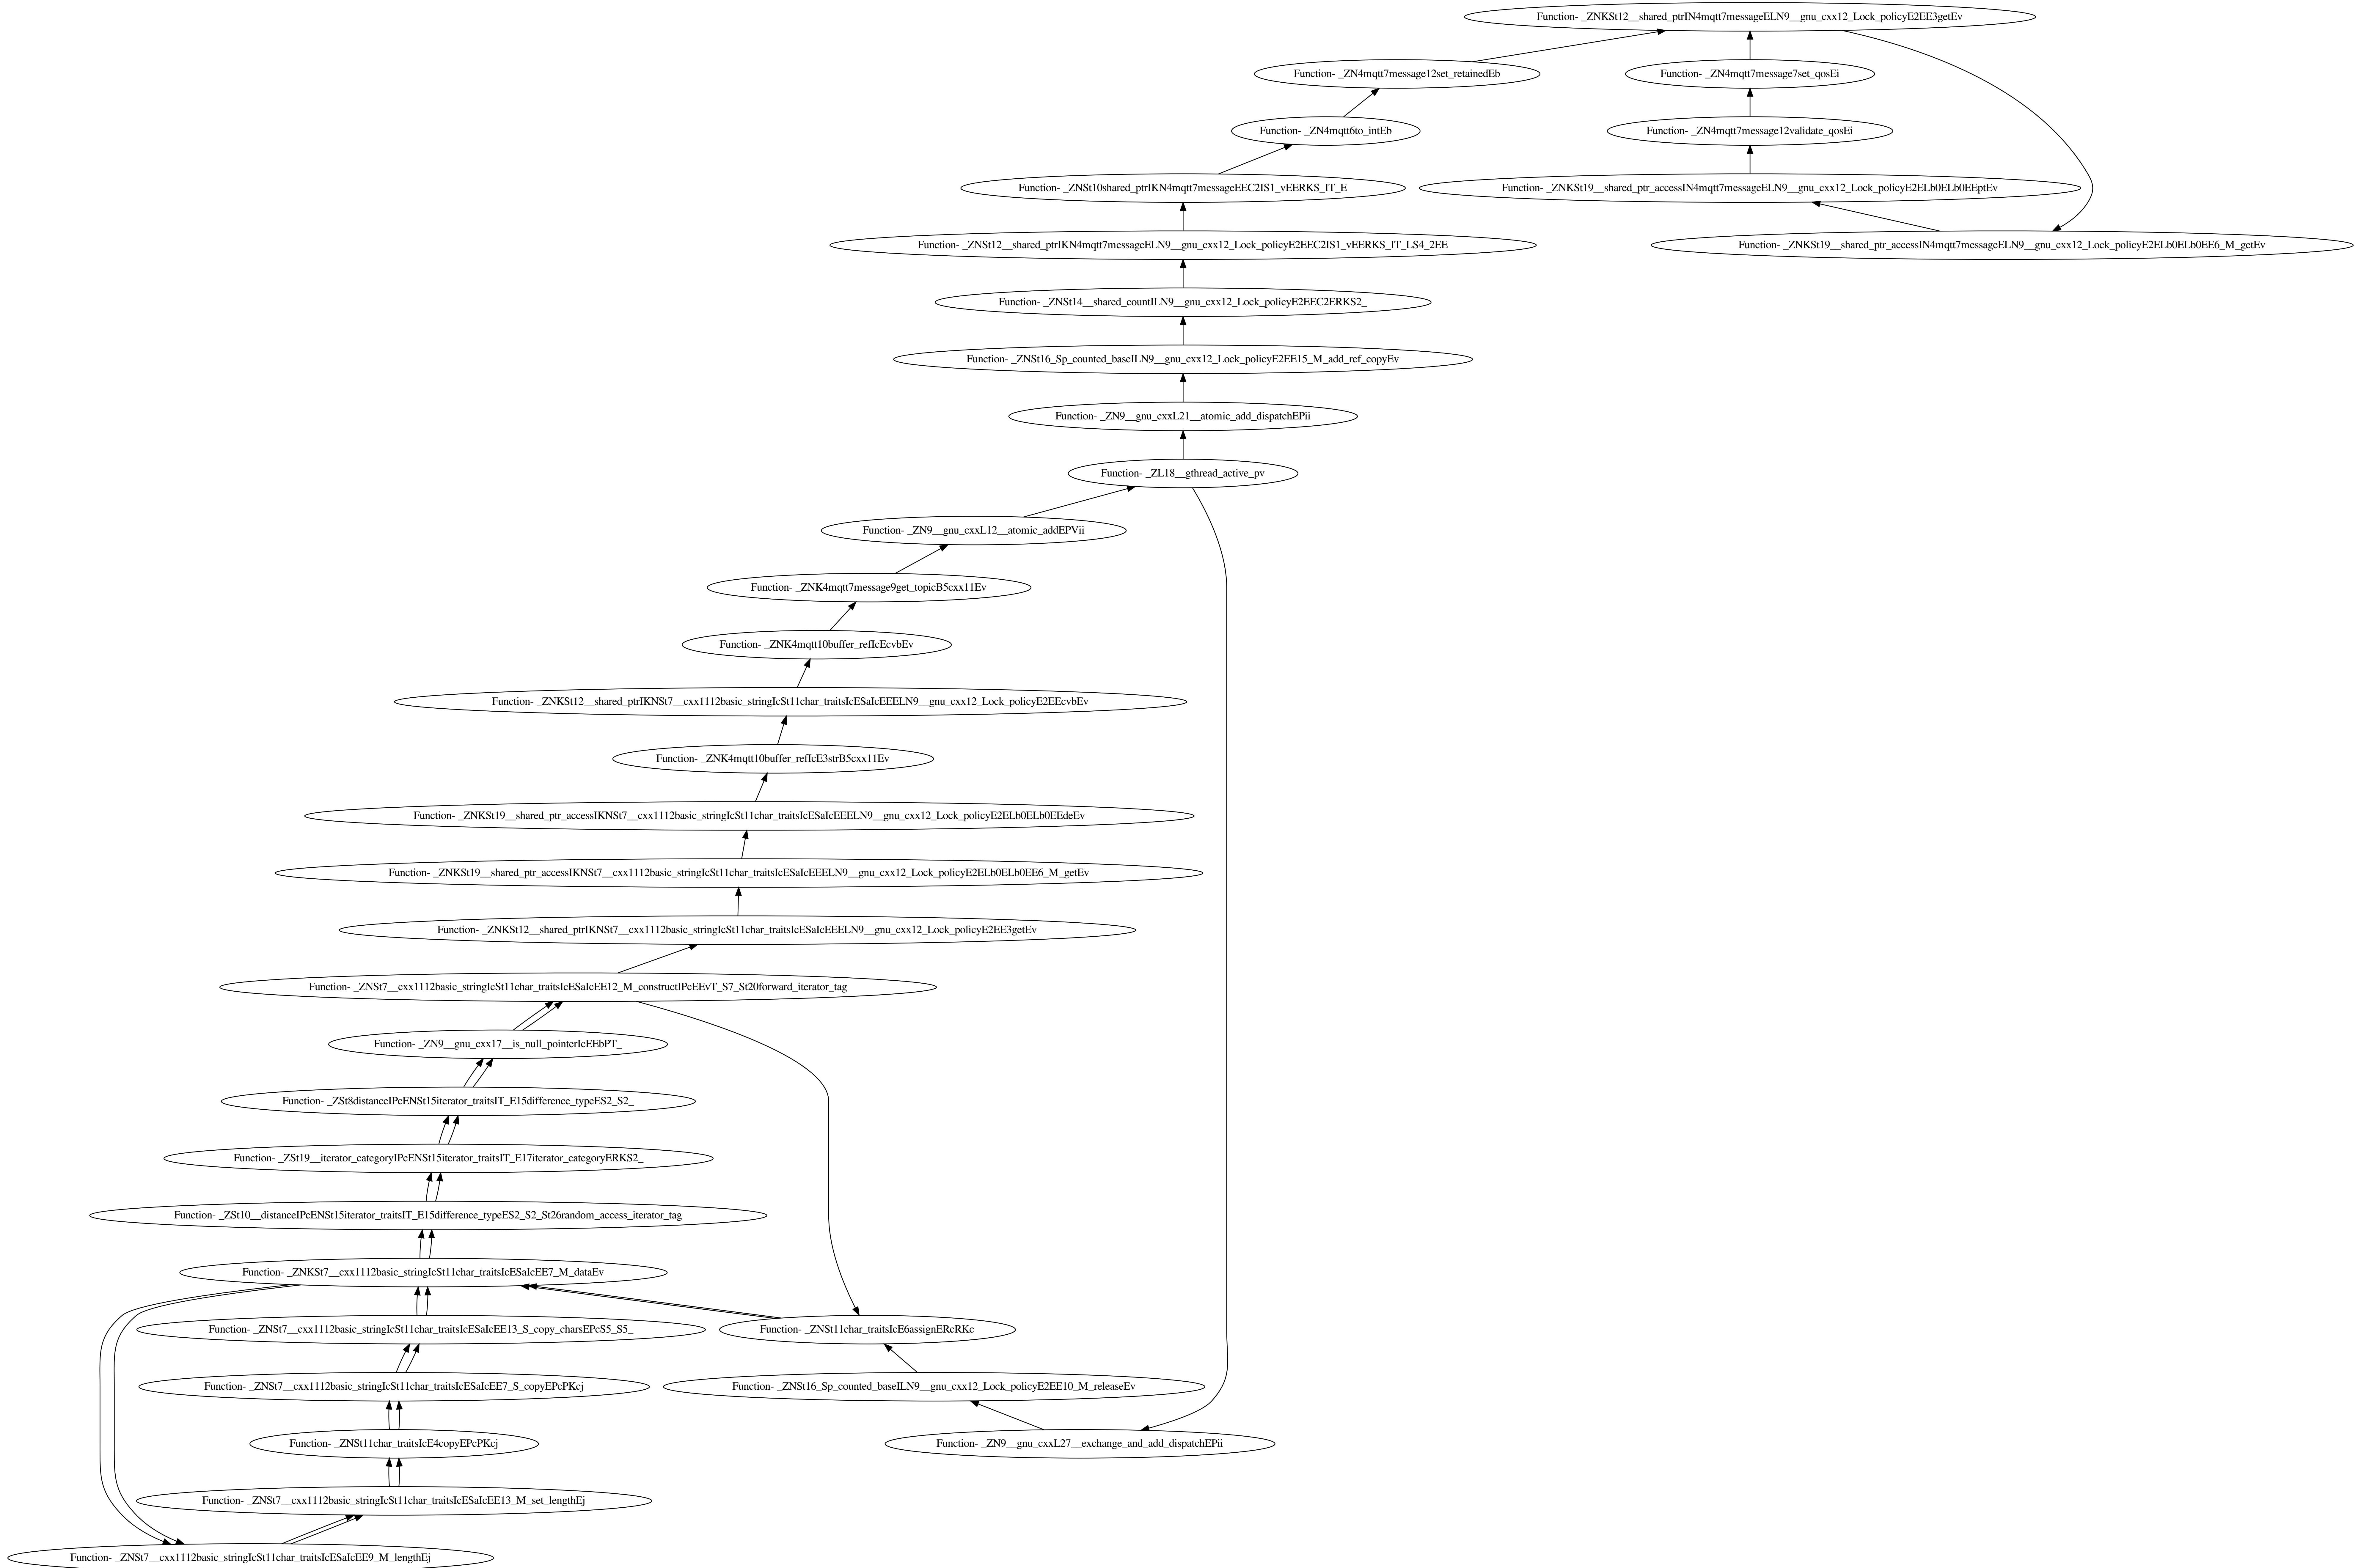 Function- _ZNKSt12__shared_ptrIN4mqtt7messageELN9__gnu_cxx12_Lock_policyE2EE3getEv
Function- _ZN4mqtt7message12set_retainedEb
Function- _ZN4mqtt7message7set_qosEi
Function- _ZN4mqtt6to_intEb
Function- _ZN4mqtt7message12validate_qosEi
Function- _ZNSt10shared_ptrIKN4mqtt7messageEEC2IS1_vEERKS_IT_E
Function- _ZNKSt19__shared_ptr_accessIN4mqtt7messageELN9__gnu_cxx12_Lock_policyE2ELb0ELb0EEptEv
Function- _ZNSt12__shared_ptrIKN4mqtt7messageELN9__gnu_cxx12_Lock_policyE2EEC2IS1_vEERKS_IT_LS4_2EE
Function- _ZNKSt19__shared_ptr_accessIN4mqtt7messageELN9__gnu_cxx12_Lock_policyE2ELb0ELb0EE6_M_getEv
Function- _ZNSt14__shared_countILN9__gnu_cxx12_Lock_policyE2EEC2ERKS2_
Function- _ZNSt16_Sp_counted_baseILN9__gnu_cxx12_Lock_policyE2EE15_M_add_ref_copyEv
Function- _ZN9__gnu_cxxL21__atomic_add_dispatchEPii
Function- _ZL18__gthread_active_pv
Function- _ZN9__gnu_cxxL12__atomic_addEPVii
Function- _ZNK4mqtt7message9get_topicB5cxx11Ev
Function- _ZNK4mqtt10buffer_refIcEcvbEv
Function- _ZNKSt12__shared_ptrIKNSt7__cxx1112basic_stringIcSt11char_traitsIcESaIcEEELN9__gnu_cxx12_Lock_policyE2EEcvbEv
Function- _ZNK4mqtt10buffer_refIcE3strB5cxx11Ev
Function- _ZNKSt19__shared_ptr_accessIKNSt7__cxx1112basic_stringIcSt11char_traitsIcESaIcEEELN9__gnu_cxx12_Lock_policyE2ELb0ELb0EEdeEv
Function- _ZNKSt19__shared_ptr_accessIKNSt7__cxx1112basic_stringIcSt11char_traitsIcESaIcEEELN9__gnu_cxx12_Lock_policyE2ELb0ELb0EE6_M_getEv
Function- _ZNKSt12__shared_ptrIKNSt7__cxx1112basic_stringIcSt11char_traitsIcESaIcEEELN9__gnu_cxx12_Lock_policyE2EE3getEv
Function- _ZNSt7__cxx1112basic_stringIcSt11char_traitsIcESaIcEE12_M_constructIPcEEvT_S7_St20forward_iterator_tag
Function- _ZN9__gnu_cxx17__is_null_pointerIcEEbPT_
Function- _ZSt8distanceIPcENSt15iterator_traitsIT_E15difference_typeES2_S2_
Function- _ZSt19__iterator_categoryIPcENSt15iterator_traitsIT_E17iterator_categoryERKS2_
Function- _ZSt10__distanceIPcENSt15iterator_traitsIT_E15difference_typeES2_S2_St26random_access_iterator_tag
Function- _ZNKSt7__cxx1112basic_stringIcSt11char_traitsIcESaIcEE7_M_dataEv
Function- _ZNSt7__cxx1112basic_stringIcSt11char_traitsIcESaIcEE13_S_copy_charsEPcS5_S5_
Function- _ZNSt11char_traitsIcE6assignERcRKc
Function- _ZNSt7__cxx1112basic_stringIcSt11char_traitsIcESaIcEE7_S_copyEPcPKcj
Function- _ZNSt16_Sp_counted_baseILN9__gnu_cxx12_Lock_policyE2EE10_M_releaseEv
Function- _ZNSt11char_traitsIcE4copyEPcPKcj
Function- _ZN9__gnu_cxxL27__exchange_and_add_dispatchEPii
Function- _ZNSt7__cxx1112basic_stringIcSt11char_traitsIcESaIcEE13_M_set_lengthEj
Function- _ZNSt7__cxx1112basic_stringIcSt11char_traitsIcESaIcEE9_M_lengthEj